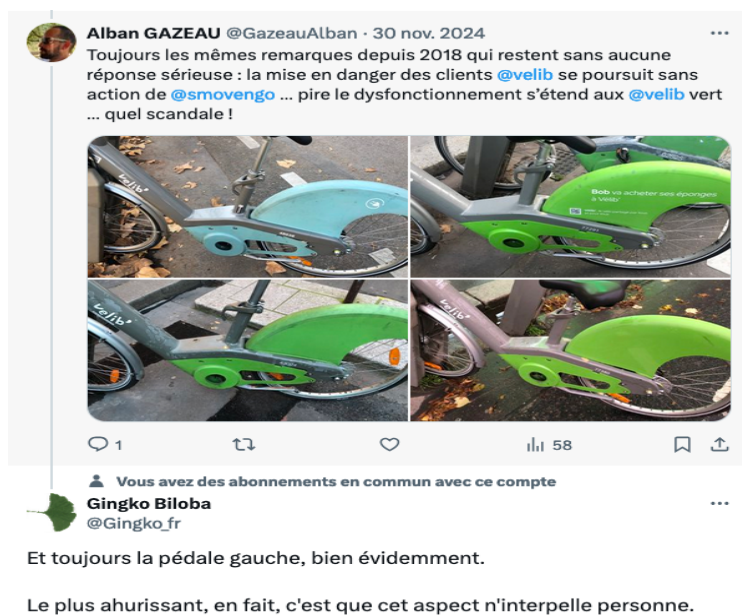 Alban GAZEAU @GazeauAlban · 30 nov. 2024
Toujours les mêmes remarques depuis 2018 qui restent sans aucune
réponse sérieuse : la mise en danger des clients @velib se poursuit sans
action de @smovengo ... pire le dysfonctionnement s'étend aux @velib vert
... quel scandale !
velib'
Bob va acheter ses éponges
à Velib'
velib'
velib'
1
58
Vous avez des abonnements en commun avec ce compte
Gingko Biloba
@Gingko_fr
Et toujours la pédale gauche, bien évidemment.
Le plus ahurissant, en fait, c'est que cet aspect n'interpelle personne.